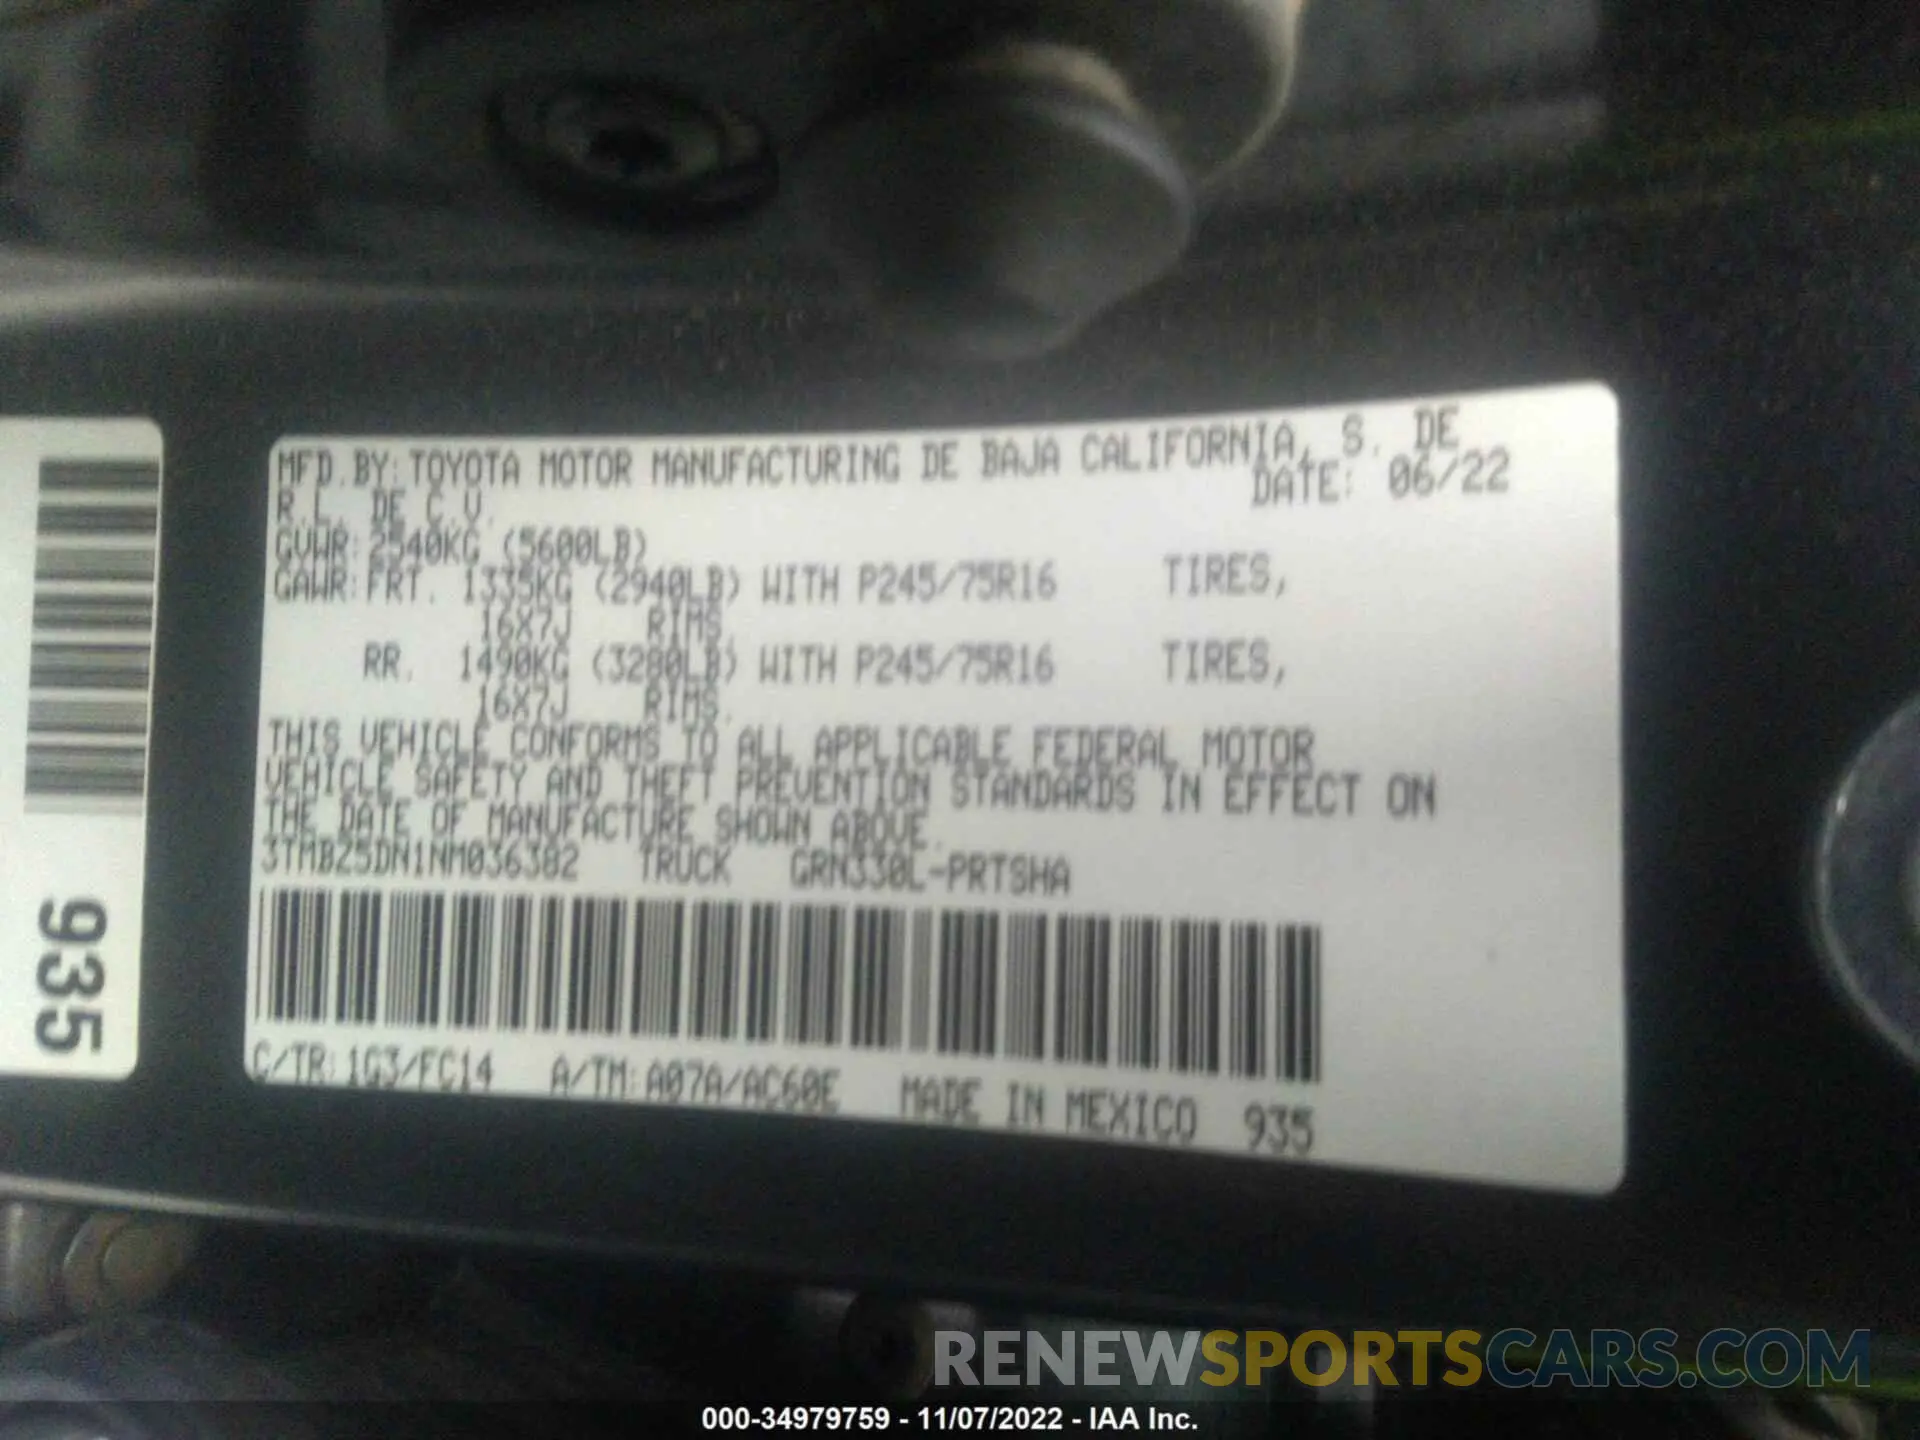 MFD.BY: TOYOTA MOTOR MANUFACTURING DE BAJA CALIFORNIA, S. DE
R.L. DE C.V. DATE: 06/22
GVWR: 2540KG (5600LB)
GAWR: FRT. 1335KG (2940LB) WITH P245/75R16 TIRES,
16X7J RIMS,
RR. 1490KG (3280LB) WITH P245/75R16 TIRES,
16X7J RIMS,
THIS VEHICLE CONFORMS TO ALL APPLICABLE FEDERAL MOTOR
VEHICLE SAFETY AND THEFT PREVENTION STANDARDS IN EFFECT ON
THE DATE OF MANUFACTURE SHOWN ABOVE.
3TMBZ5DN1NM036382 TRUCK GRN330L-PRTSHA
C/TR: 1G3/FC14 A/TM: A07A/AC60E MADE IN MEXICO 935
935
RENEWSPORTSCARS.COM
000-34979759 - 11/07/2022 - IAA Inc.